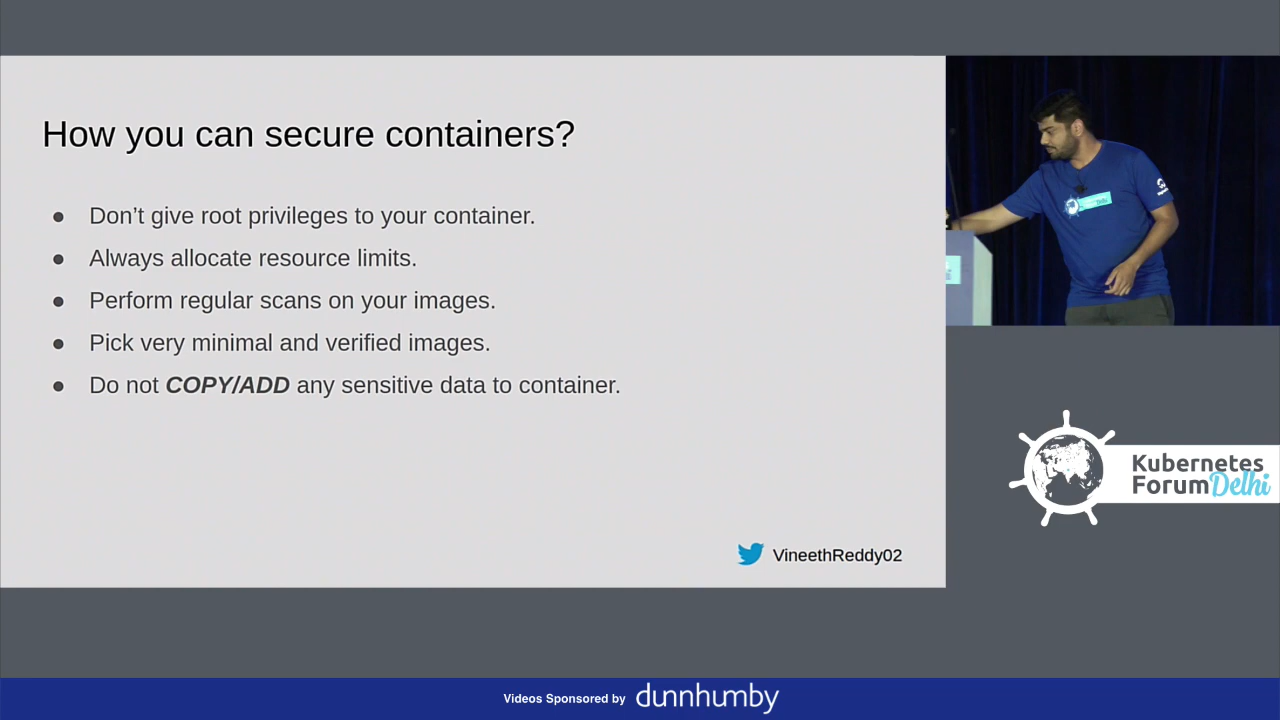 How you can secure containers?
● Don’t give root privileges to your container.
● Always allocate resource limits.
● Perform regular scans on your images.
● Pick very minimal and verified images.
● Do not COPY/ADD any sensitive data to container.
VineethReddy02
Delhi
Kubernetes
Forum Delhi
Videos Sponsored by dunnhumby